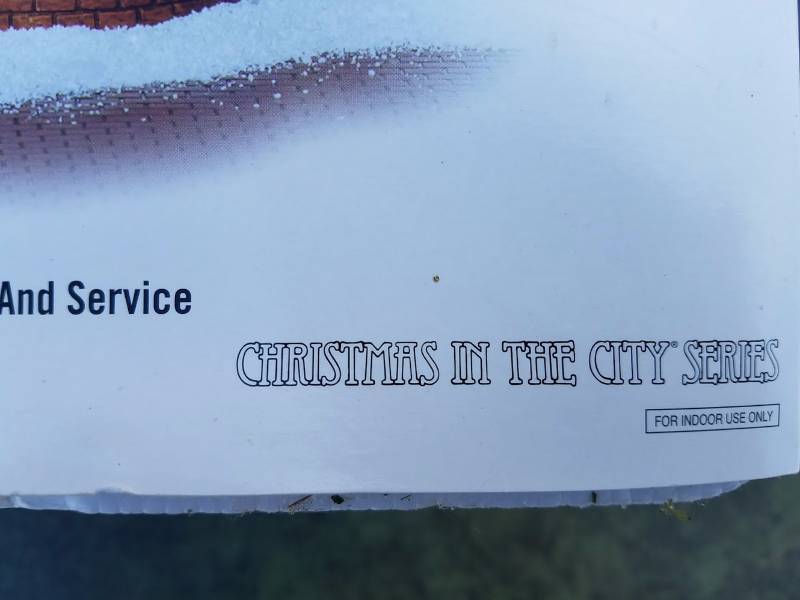 And Service
CHRISTMAS IN THE CITY® SERIES
FOR INDOOR USE ONLY